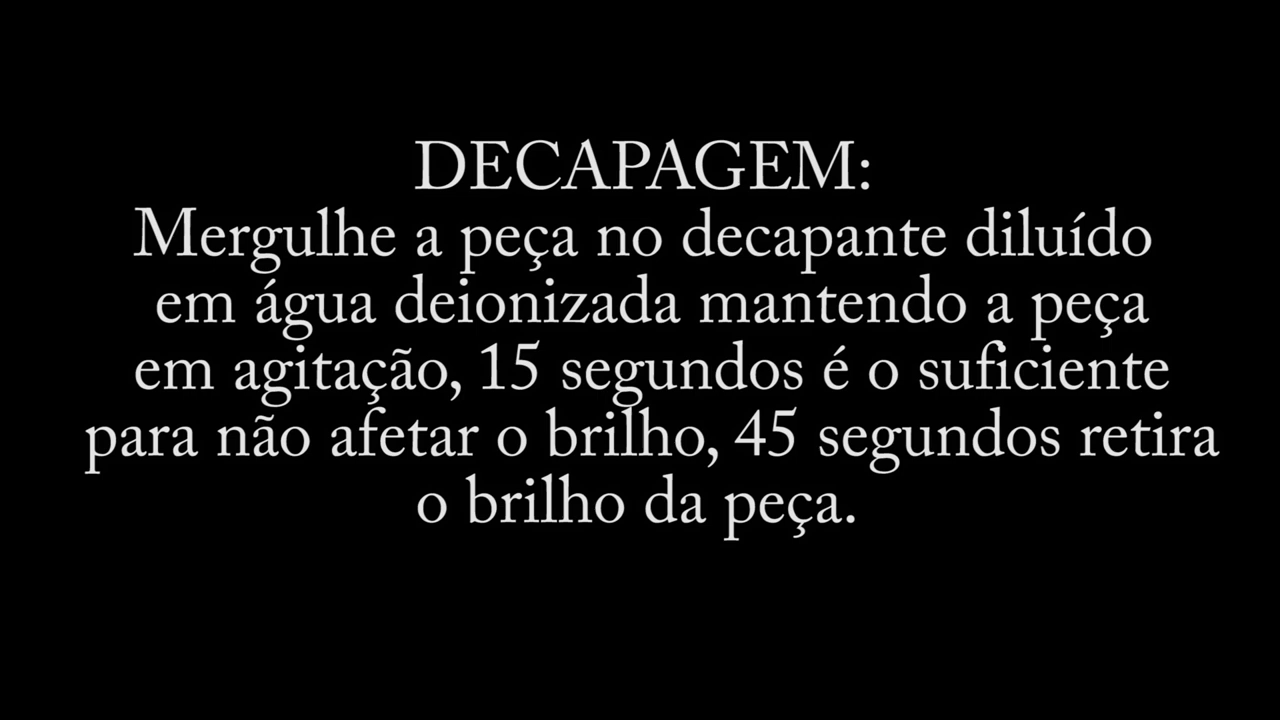 DECAPAGEM:
Mergulhe a peça no decapante diluído
em água deionizada mantendo a peça
em agitação, 15 segundos é o suficiente
para não afetar o brilho, 45 segundos retira
o brilho da peça.